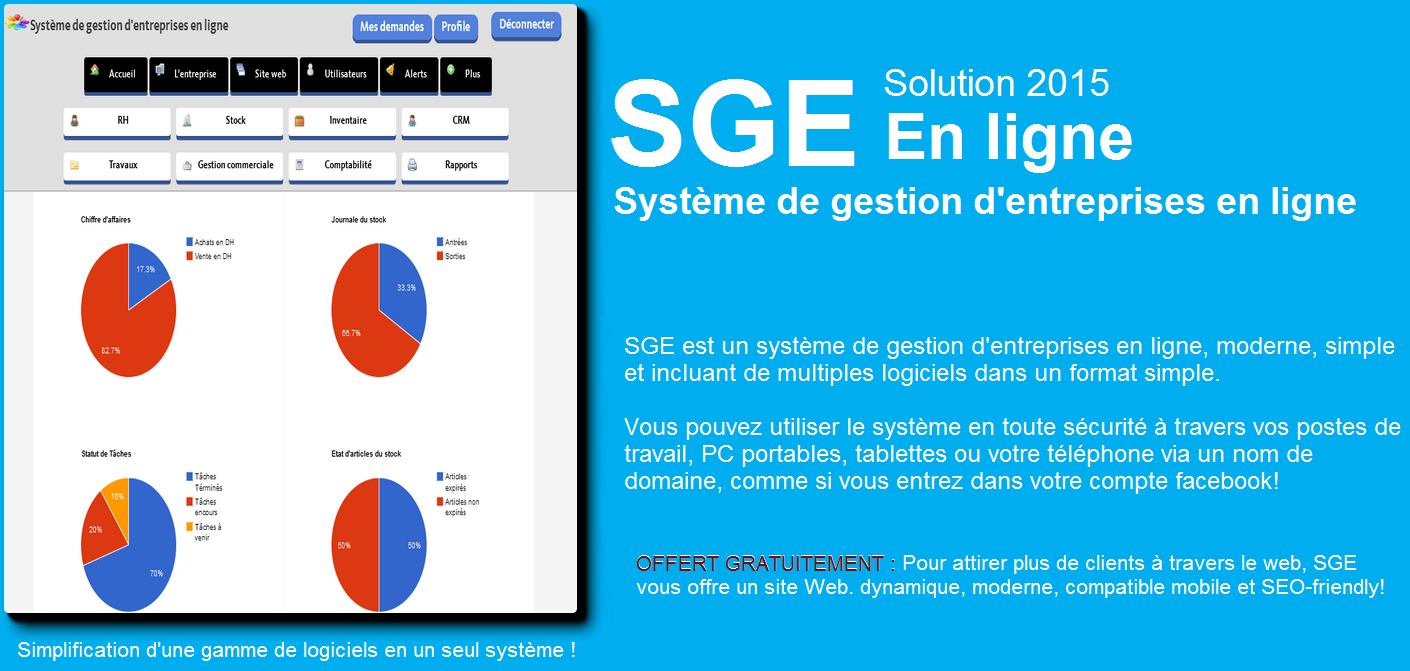 Système de gestion d'entreprises en ligne
Mes demandes Profile Déconnecter
Accueil L'entreprise Site web Utilisateurs Alerts Plus
RH Stock Inventaire CRM
Travaux Gestion commerciale Comptabilité Rapports
Chiffre d'affaires
Achats en DH
Vente en DH
17.3%
82.7%
Journale du stock
Antrées
Sorties
33.3%
66.7%
Statut de Tâches
Tâches
Términés
Tâches
encours
Tâches à
venir
10%
20%
70%
Etat d'articles du stock
Articles
expirés
Articles non
expirés
50%
50%
Simplification d'une gamme de logiciels en un seul système !
SGE
Solution 2015
En ligne
Système de gestion d'entreprises en ligne
SGE est un système de gestion d'entreprises en ligne, moderne, simple
et incluant de multiples logiciels dans un format simple.
Vous pouvez utiliser le système en toute sécurité à travers vos postes de
travail, PC portables, tablettes ou votre téléphone via un nom de
domaine, comme si vous entrez dans votre compte facebook!
OFFERT GRATUITEMENT : Pour attirer plus de clients à travers le web, SGE
vous offre un site Web. dynamique, moderne, compatible mobile et SEO-friendly!